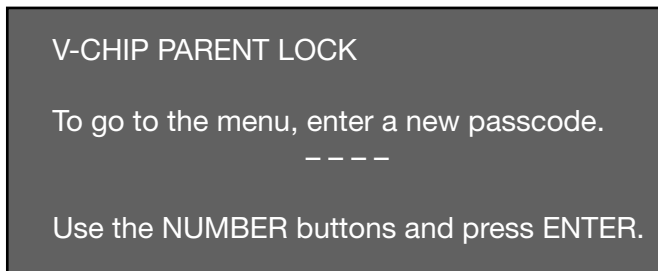 V-CHIP PARENT LOCK
To go to the menu, enter a new passcode.
– – – –
Use the NUMBER buttons and press ENTER.